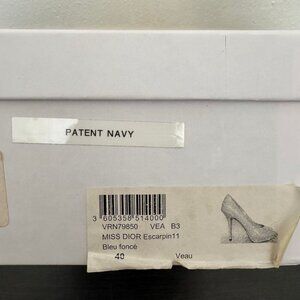 PATENT NAVY
3 605358 514000
VRN79850 VEA B3
MISS DIOR Escarpin11
Bleu foncé
40 Veau